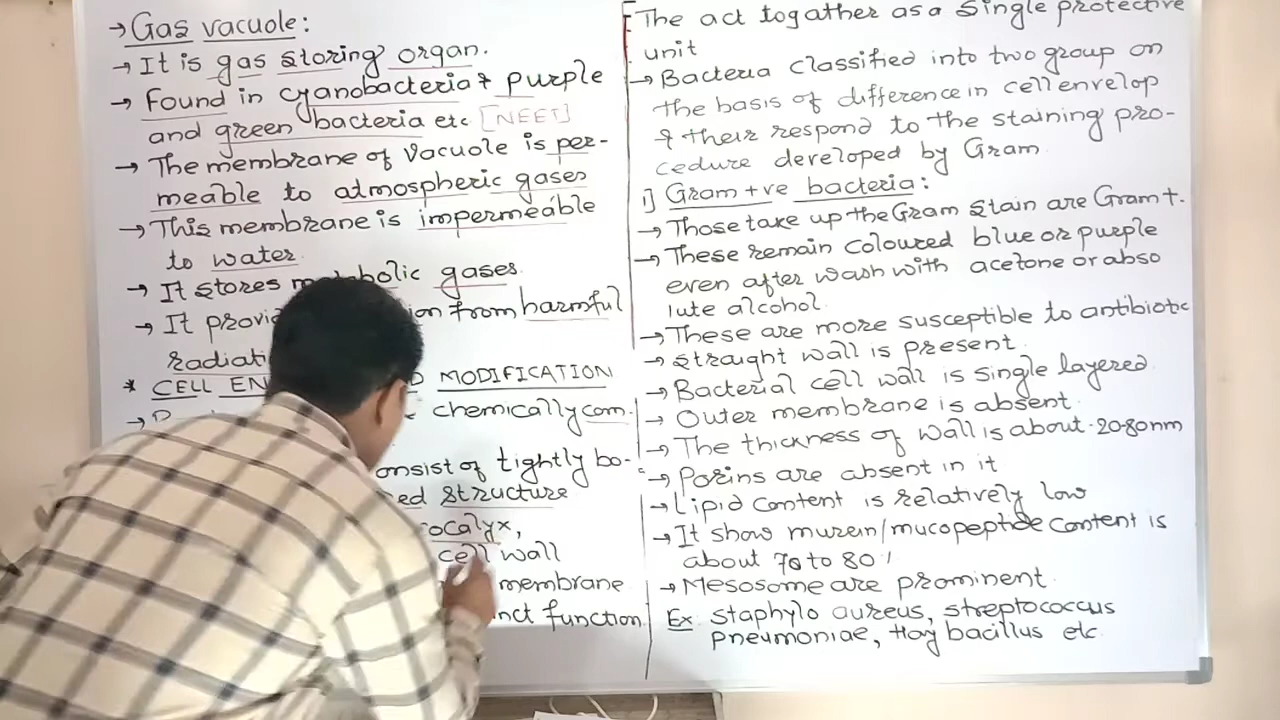 → Gas vacuole:
→ It is gas storing organ.
→ Found in cyanobacteria & purple
and green bacteria etc [NEET]
→ The membrane of Vacuole is per-
meable to atmospheric gases
→ This membrane is impermeable
to water
→ It stores gases
→ It from harmful
* CELL MODIFICATION
→ chemically com.
onsist of tightly bo-
ed structure
ocalyx,
cell wall
membrane
nct function
The act togather as a single protective
unit
→ Bacteria classified into two group on
the basis of difference in cell envelop
& their respond to the staining pro-
cedure developed by Gram
i] Gram +ve bacteria:
→ Those take up the Gram stain are Gram +.
→ These remain coloured blue or purple
even after wash with acetone or abso
lute alcohol
→ These are more susceptible to antibiotic
→ straight wall is present.
→ Bacterial cell wall is single layered
→ Outer membrane is absent.
→ The thickness of wall is about 20-80nm
→ Porins are absent in it
→ Lipid content is relatively low
→ It show murein/mucopeptide content is
about 70 to 80 %
→ Mesosome are prominent
Ex staphylo aureus, streptococcus
pneumoniae, Hay bacillus etc.